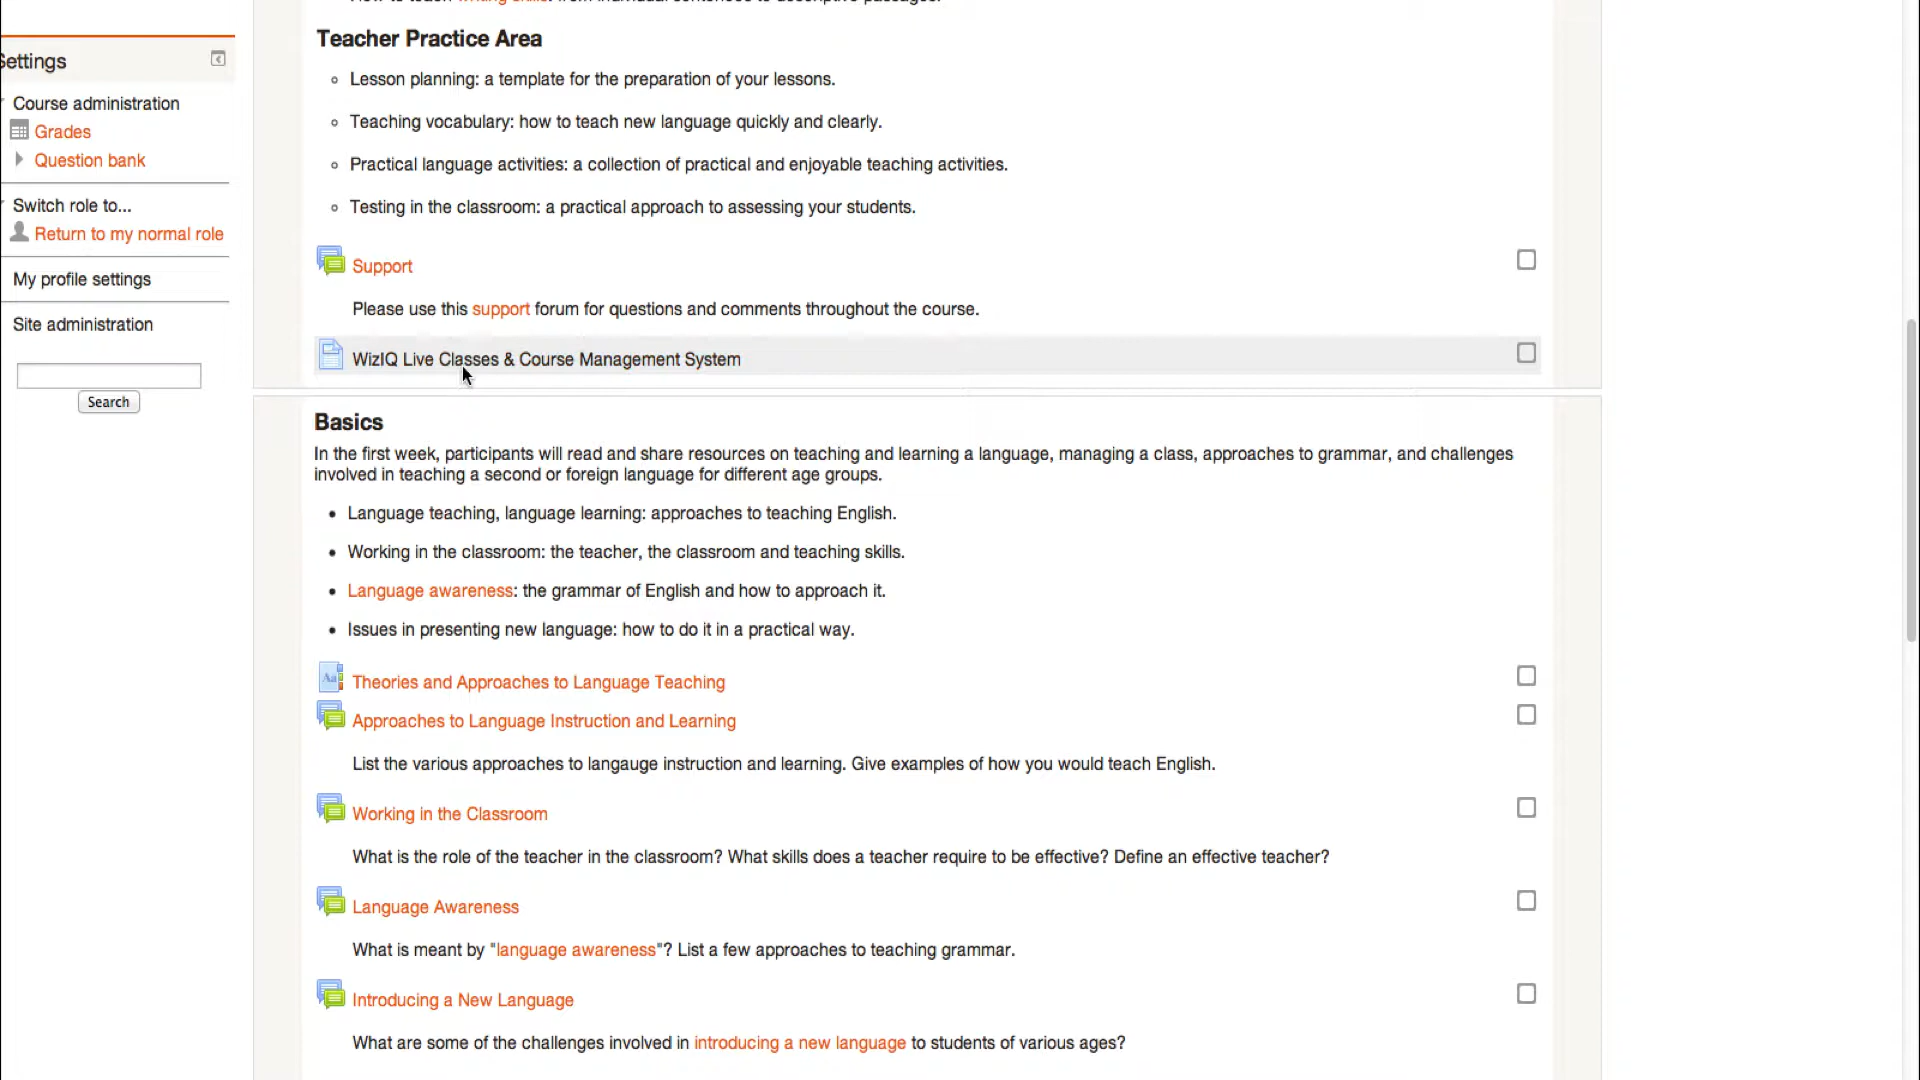 Settings
Course administration
Grades
Question bank
Switch role to...
Return to my normal role
My profile settings
Site administration
Search
How to teach writing skills: from individual sentences to descriptive passages.
Teacher Practice Area
Lesson planning: a template for the preparation of your lessons.
Teaching vocabulary: how to teach new language quickly and clearly.
Practical language activities: a collection of practical and enjoyable teaching activities.
Testing in the classroom: a practical approach to assessing your students.
Support
Please use this support forum for questions and comments throughout the course.
WizIQ Live Classes & Course Management System
Basics
In the first week, participants will read and share resources on teaching and learning a language, managing a class, approaches to grammar, and challenges
involved in teaching a second or foreign language for different age groups.
Language teaching, language learning: approaches to teaching English.
Working in the classroom: the teacher, the classroom and teaching skills.
Language awareness: the grammar of English and how to approach it.
Issues in presenting new language: how to do it in a practical way.
Aa
Theories and Approaches to Language Teaching
Approaches to Language Instruction and Learning
List the various approaches to langauge instruction and learning. Give examples of how you would teach English.
Working in the Classroom
What is the role of the teacher in the classroom? What skills does a teacher require to be effective? Define an effective teacher?
Language Awareness
What is meant by "language awareness"? List a few approaches to teaching grammar.
Introducing a New Language
What are some of the challenges involved in introducing a new language to students of various ages?